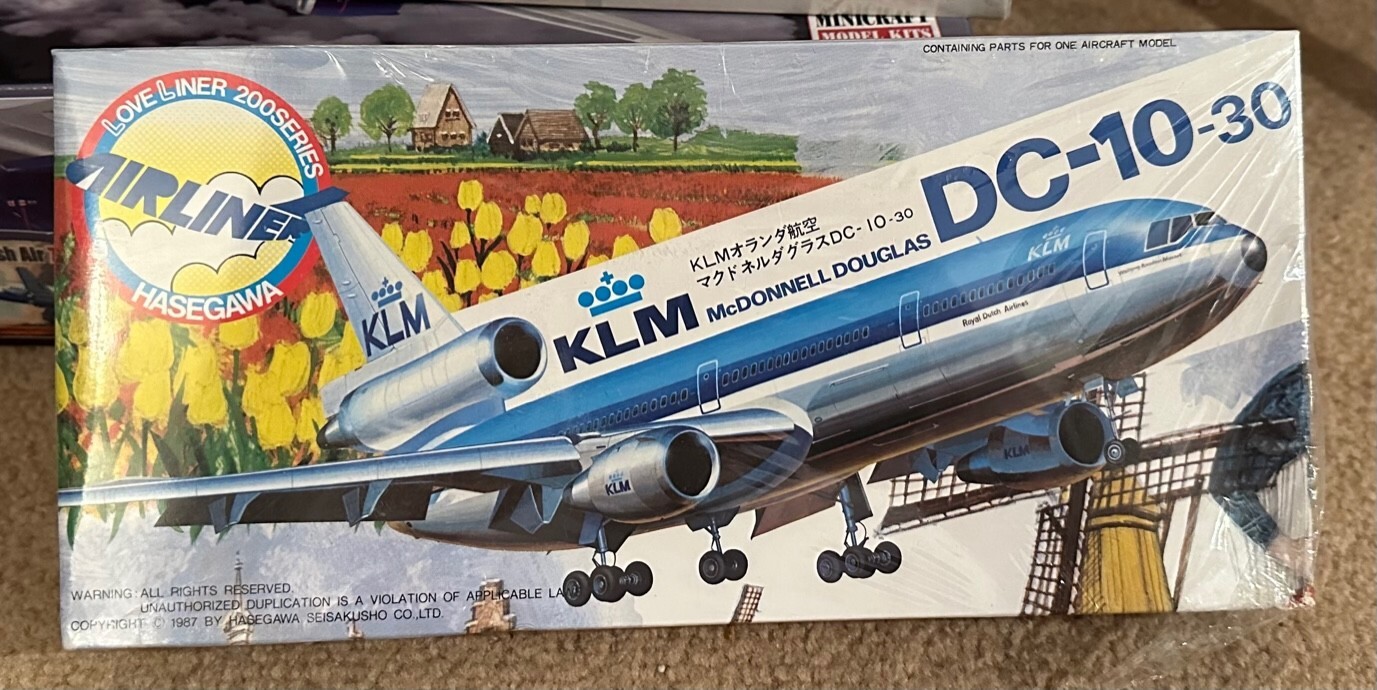 MINICRAFT
MODEL KITS
CONTAINING PARTS FOR ONE AIRCRAFT MODEL
LOVE LINER 200SERIES
AIRLINER
HASEGAWA
DC-10-30
KLMオランダ航空
マクドネルダグラスDC-10-30
McDONNELL DOUGLAS
KLM
KLM
KLM
Royal Dutch Airlines
KLM
KLM
sh Air
WARNING: ALL RIGHTS RESERVED.
UNAUTHORIZED DUPLICATION IS A VIOLATION OF APPLICABLE LA
COPYRIGHT © 1987 BY HASEGAWA SEISAKUSHO CO.,LTD.